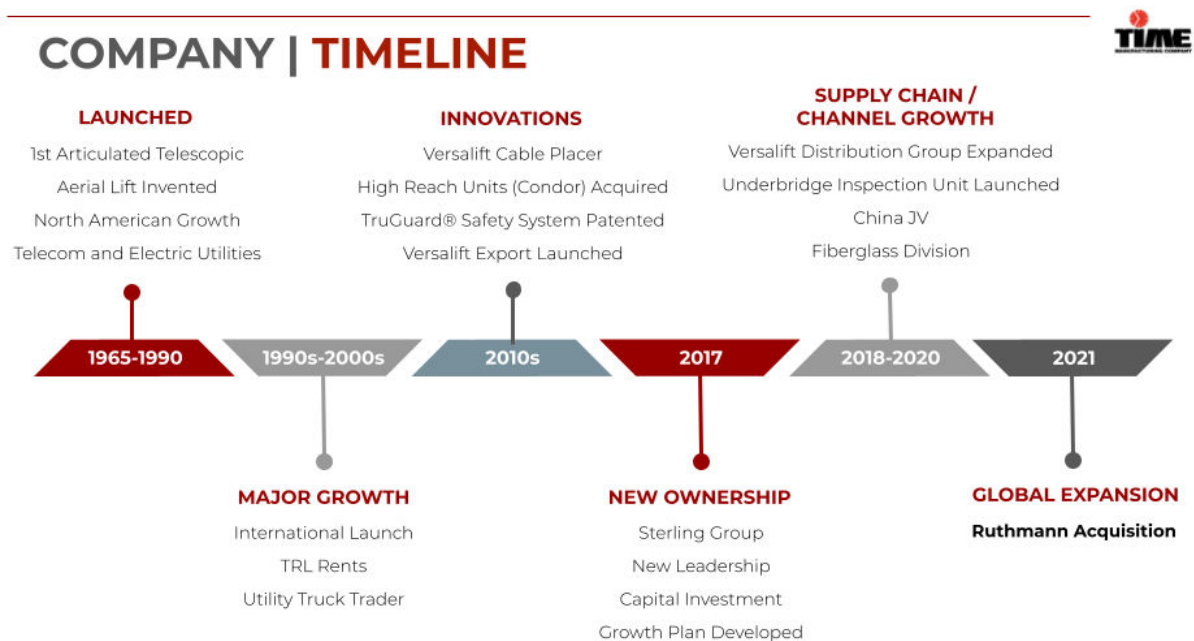 COMPANY | TIMELINE
TIME
MANUFACTURING COMPANY
LAUNCHED
1st Articulated Telescopic
Aerial Lift Invented
North American Growth
Telecom and Electric Utilities
INNOVATIONS
Versalift Cable Placer
High Reach Units (Condor) Acquired
TruGuard® Safety System Patented
Versalift Export Launched
SUPPLY CHAIN /
CHANNEL GROWTH
Versalift Distribution Group Expanded
Underbridge Inspection Unit Launched
China JV
Fiberglass Division
1965-1990
1990s-2000s
2010s
2017
2018-2020
2021
MAJOR GROWTH
International Launch
TRL Rents
Utility Truck Trader
NEW OWNERSHIP
Sterling Group
New Leadership
Capital Investment
Growth Plan Developed
GLOBAL EXPANSION
Ruthmann Acquisition